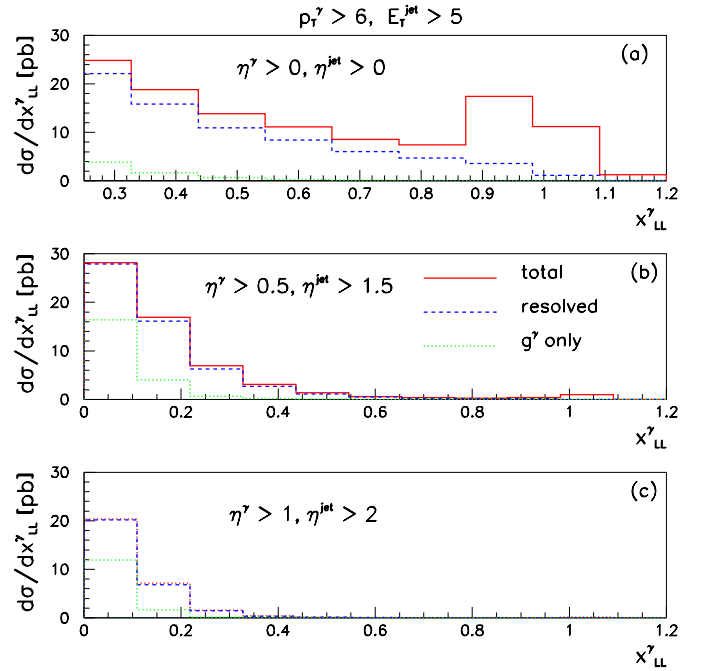 p_T^γ > 6, E_T^jet > 5
30
20
10
0
dσ/dx^γ_LL [pb]
(a)
η^γ > 0, η^jet > 0
0.3 0.4 0.5 0.6 0.7 0.8 0.9 1 1.1 1.2
x^γ_LL
30
20
10
0
dσ/dx^γ_LL [pb]
(b)
η^γ > 0.5, η^jet > 1.5
total
resolved
g^γ only
0 0.2 0.4 0.6 0.8 1 1.2
x^γ_LL
30
20
10
0
dσ/dx^γ_LL [pb]
(c)
η^γ > 1, η^jet > 2
0 0.2 0.4 0.6 0.8 1 1.2
x^γ_LL